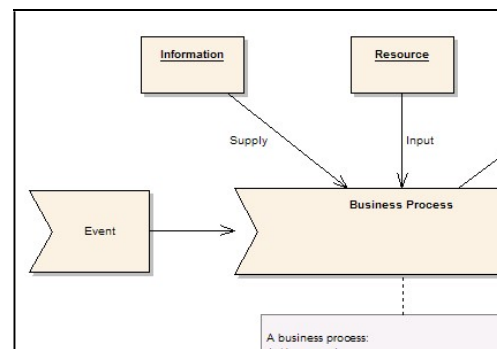 Information
Resource
Supply
Input
Business Process
Event
A business process: